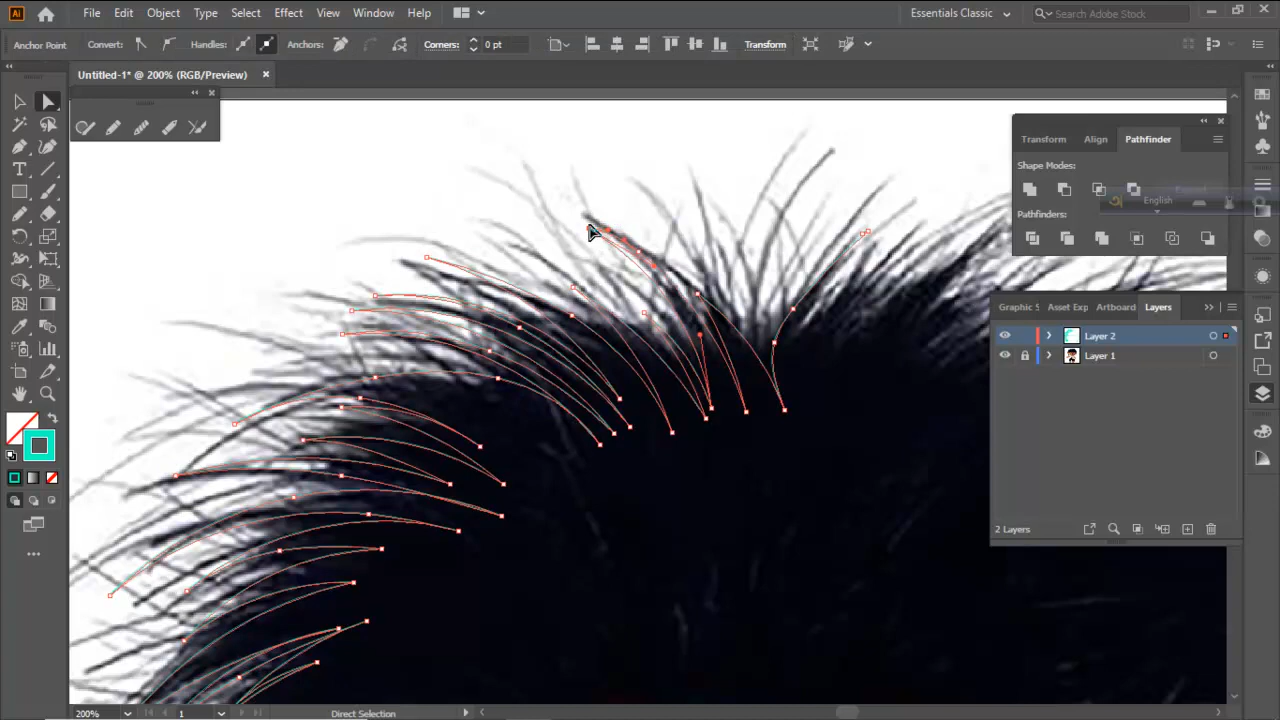 Ai File Edit Object Type Select Effect View Window Help Essentials Classic Search Adobe Stock
Anchor Point Convert: Handles: Anchors: Corners: 0 pt Transform
Untitled-1* @ 200% (RGB/Preview)
Transform Align Pathfinder
Shape Modes:
English
Pathfinders:
Graphic S Asset Exp Artboard Layers
Layer 2
Layer 1
2 Layers
200% 1 Direct Selection